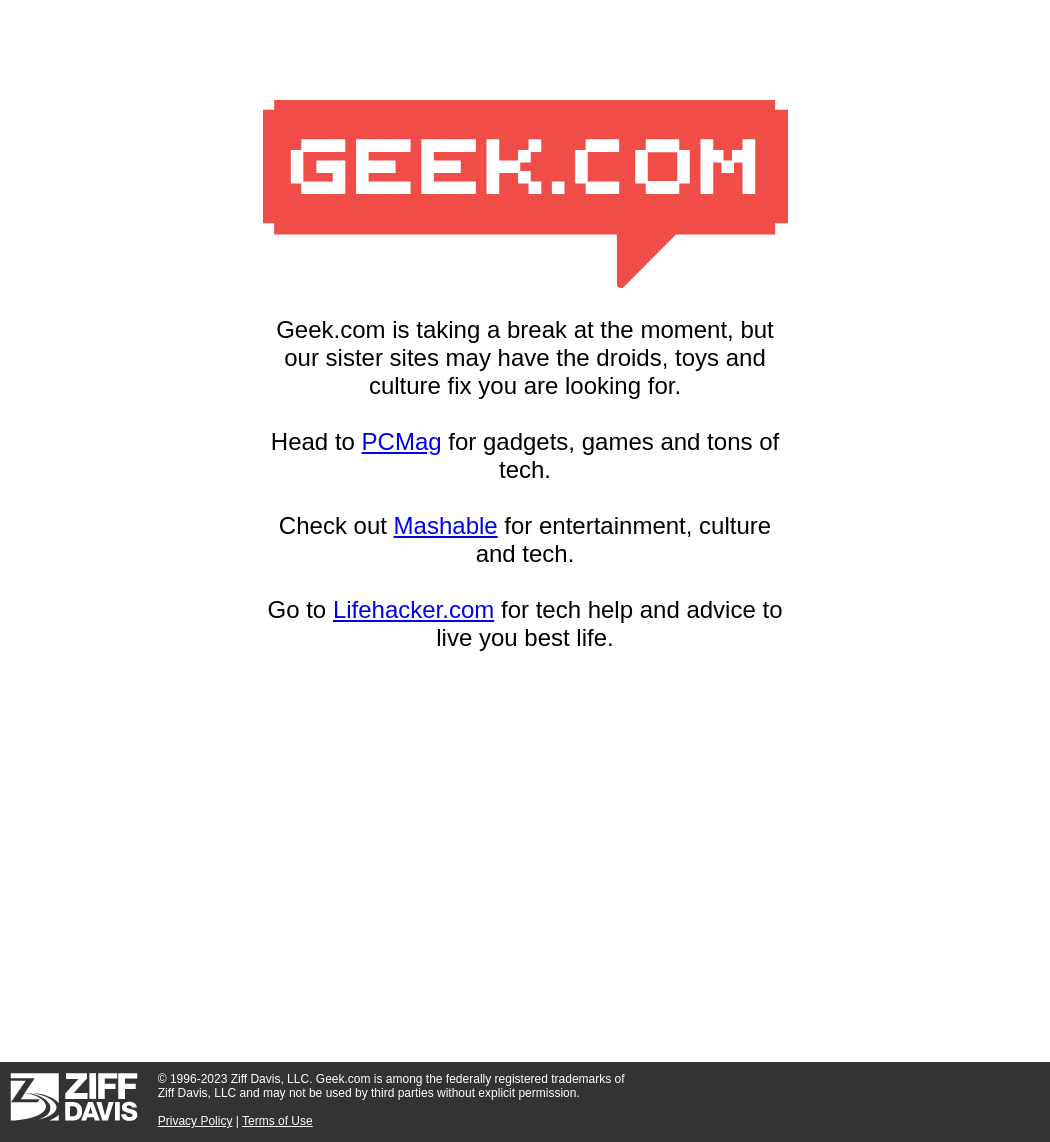 GEEK.COM
Geek.com is taking a break at the moment, but
our sister sites may have the droids, toys and
culture fix you are looking for.
Head to PCMag for gadgets, games and tons of
tech.
Check out Mashable for entertainment, culture
and tech.
Go to Lifehacker.com for tech help and advice to
live you best life.
ZIFF
DAVIS
© 1996-2023 Ziff Davis, LLC. Geek.com is among the federally registered trademarks of
Ziff Davis, LLC and may not be used by third parties without explicit permission.
Privacy Policy | Terms of Use